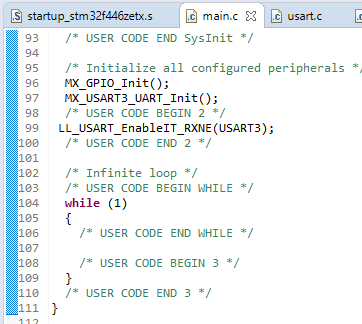 startup_stm32f446zetx.s main.c usart.c
93 /* USER CODE END SysInit */
94
95 /* Initialize all configured peripherals */
96 MX_GPIO_Init();
97 MX_USART3_UART_Init();
98 /* USER CODE BEGIN 2 */
99 LL_USART_EnableIT_RXNE(USART3);
100 /* USER CODE END 2 */
101
102 /* Infinite loop */
103 /* USER CODE BEGIN WHILE */
104 while (1)
105 {
106 /* USER CODE END WHILE */
107
108 /* USER CODE BEGIN 3 */
109 }
110 /* USER CODE END 3 */
111 }
112